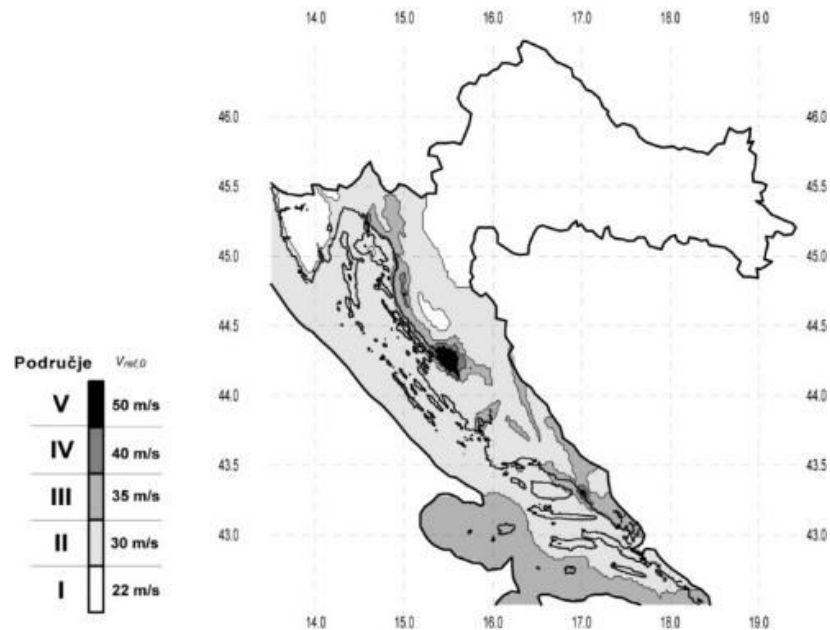 14.0 15.0 16.0 17.0 18.0 19.0
46.0 46.0
45.5 45.5
45.0 45.0
44.5 44.5
Područje Vref,0
44.0 44.0
V 50 m/s
IV 40 m/s
43.5 43.5
III 35 m/s
43.0 43.0
II 30 m/s
I 22 m/s
14.0 15.0 16.0 17.0 18.0 19.0